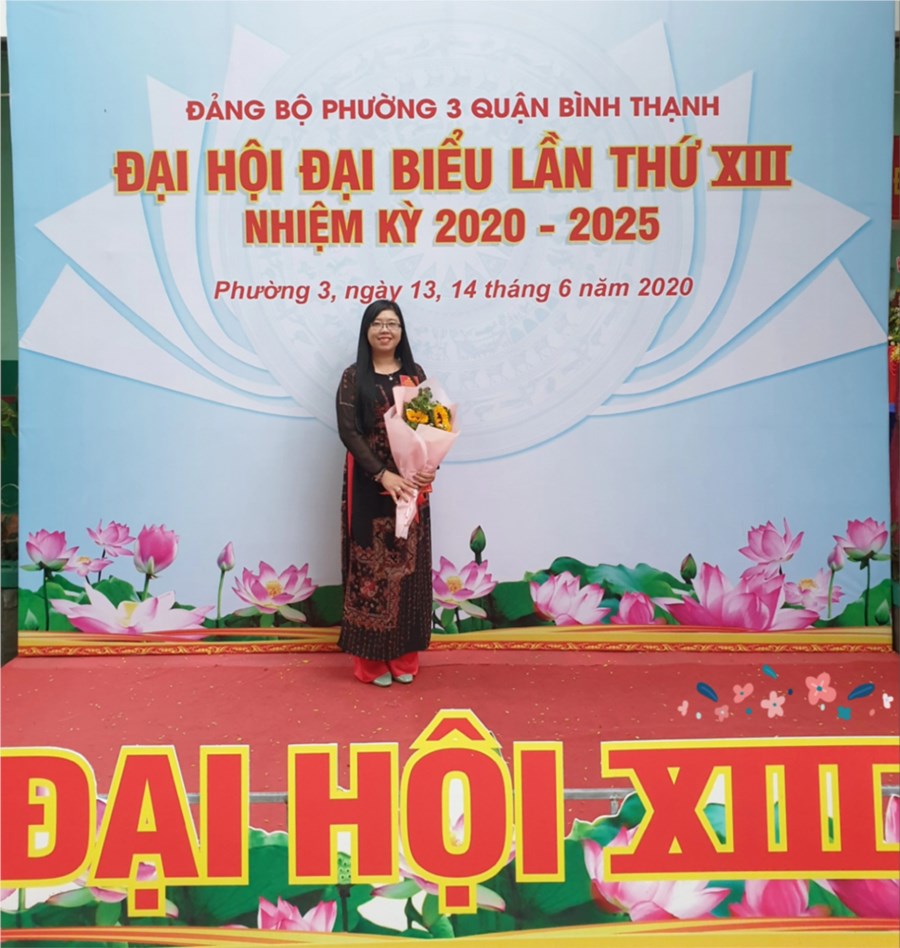 ĐẢNG BỘ PHƯỜNG 3 QUẬN BÌNH THẠNH
ĐẠI HỘI ĐẠI BIỂU LẦN THỨ XIII
NHIỆM KỲ 2020 - 2025
Phường 3, ngày 13, 14 tháng 6 năm 2020
ĐẠI HỘI XIII